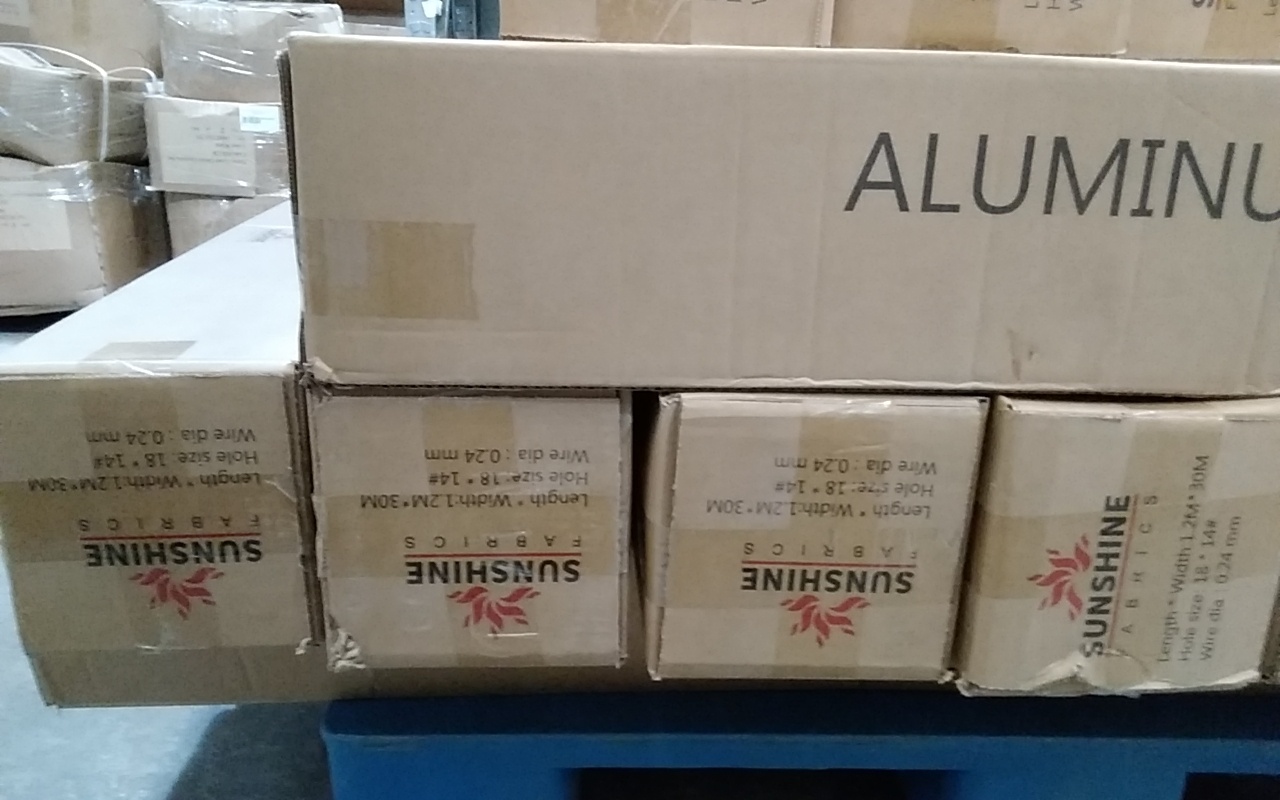 ALUMINU
Wire dia : 0.24 mm
Hole size: 18 * 14#
Length * Width:1.2M*30M
FABRICS
SUNSHINE
Wire dia : 0.24 mm
Hole size: 18 * 14#
Length * Width:1.2M*30M
FABRICS
SUNSHINE
Wire dia : 0.24 mm
Hole size: 18 * 14#
Length * Width:1.2M*30M
FABRICS
SUNSHINE
SUNSHINE
ABRICS
Length * Width:1.2M*30M
Hole size: 18 * 14#
Wire dia : 0.24 mm